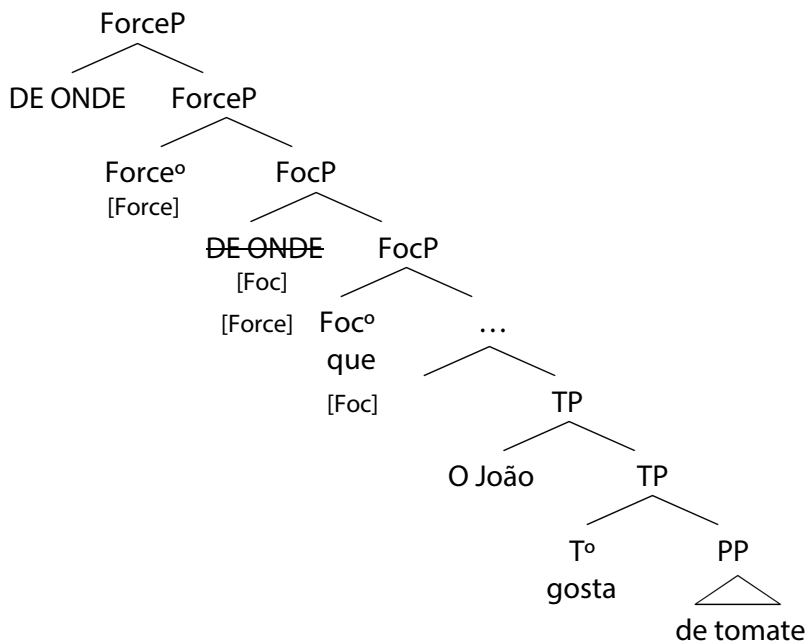 ForceP
DE ONDE ForceP
Forceº FocP
[Force]
DE ONDE FocP
[Foc]
[Force] Focº …
que
[Foc] TP
O João TP
Tº PP
gosta
de tomate